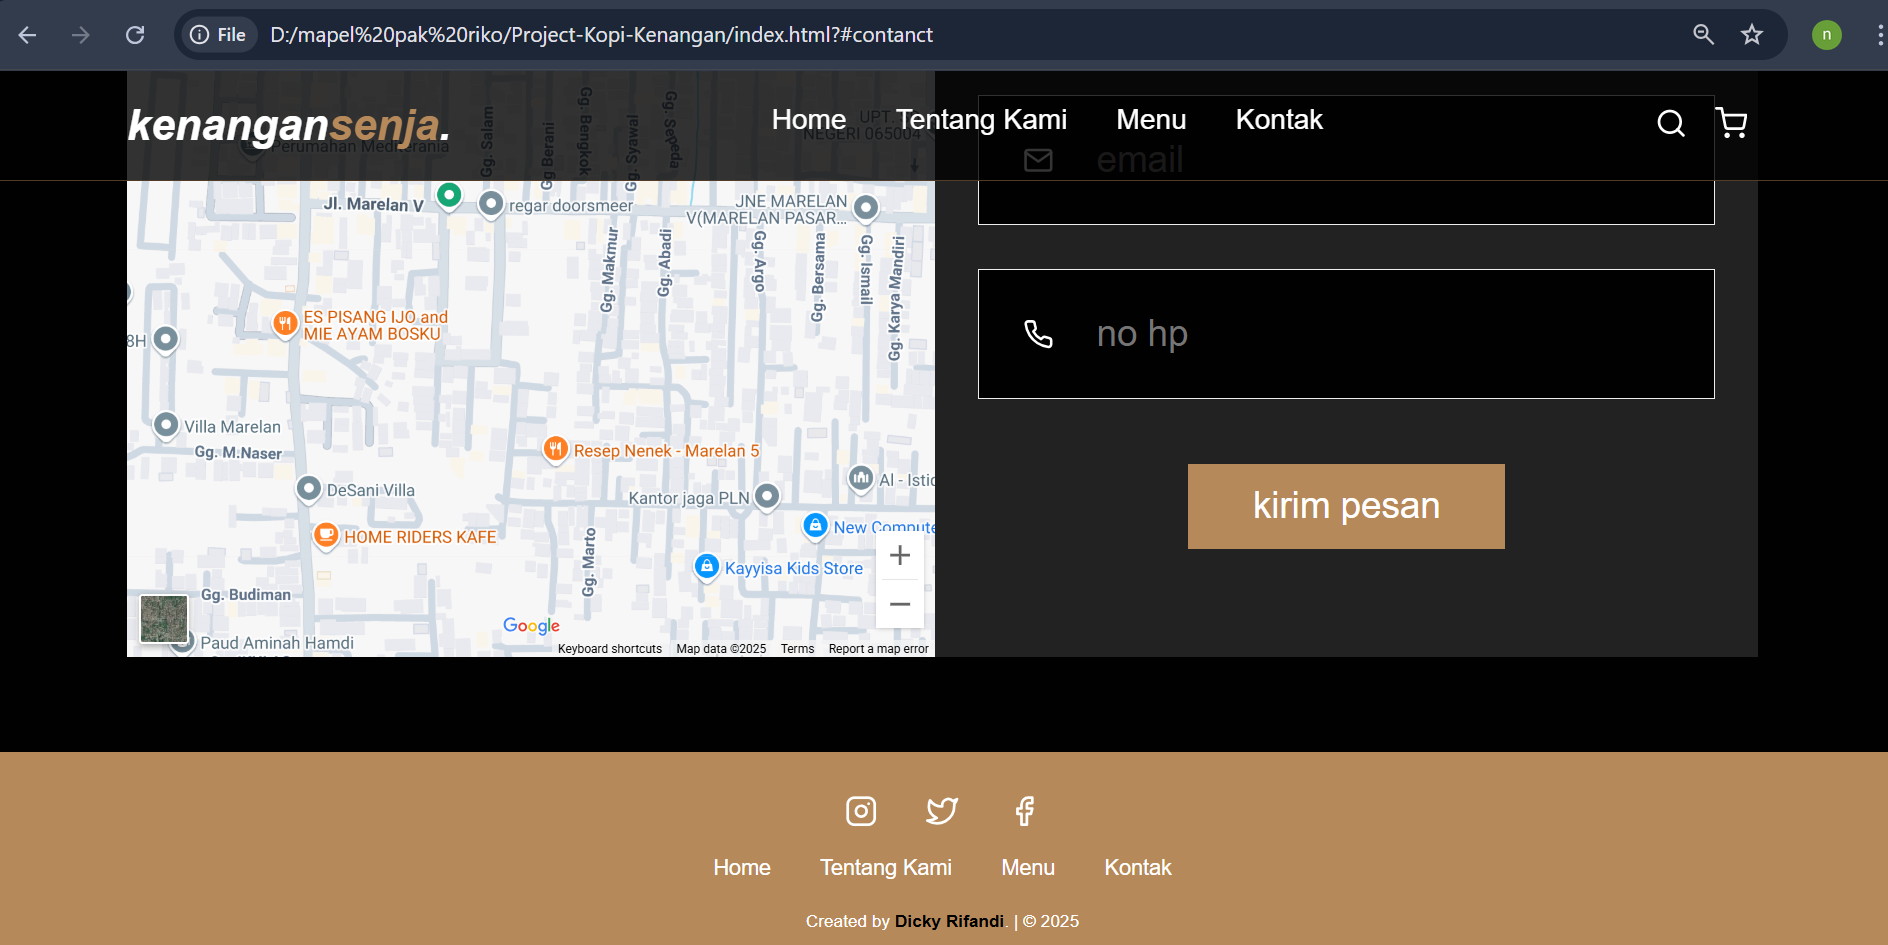 File D:/mapel%20pak%20riko/Project-Kopi-Kenangan/index.html?#contanct
n
kenangansenja.
Home Tentang Kami Menu Kontak
Perumahan Mediterania
Gg. Salam
Gg. Berani
Gg. Bengkok
Gg. Syawal
Gg. Sepeda
UPT.
NEGERI 065004
Jl. Marelan V
regar doorsmeer
JNE MARELAN
V(MARELAN PASAR...
Gg. Makmur
Gg. Abadi
Gg. Argo
Gg. Bersama
Gg. Ismail
Gg. Karya Mandiri
ES PISANG IJO and
MIE AYAM BOSKU
8H
Villa Marelan
Gg. M.Naser
Resep Nenek - Marelan 5
DeSani Villa
Kantor jaga PLN
Al - Istic
New Compute
HOME RIDERS KAFE
Gg. Marto
Kayyisa Kids Store
Gg. Budiman
Paud Aminah Hamdi
Google
Keyboard shortcuts Map data ©2025 Terms Report a map error
email
no hp
kirim pesan
Home Tentang Kami Menu Kontak
Created by Dicky Rifandi. | © 2025